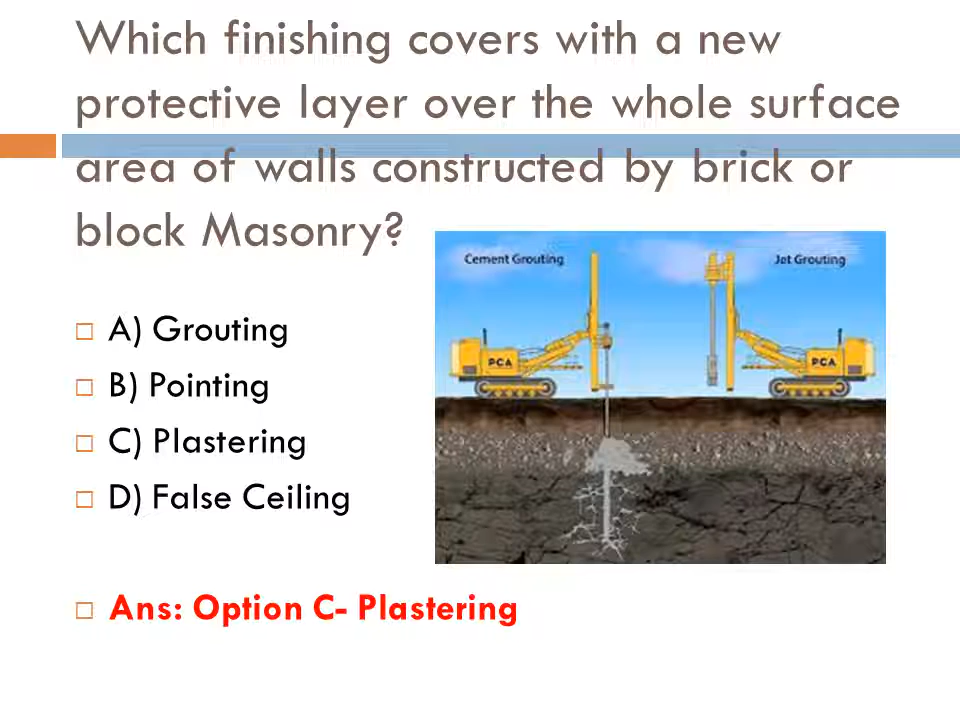 Which finishing covers with a new
protective layer over the whole surface
area of walls constructed by brick or
block Masonry?
Cement Grouting
Jet Grouting
PCA
PCA
A) Grouting
B) Pointing
C) Plastering
D) False Ceiling
Ans: Option C- Plastering